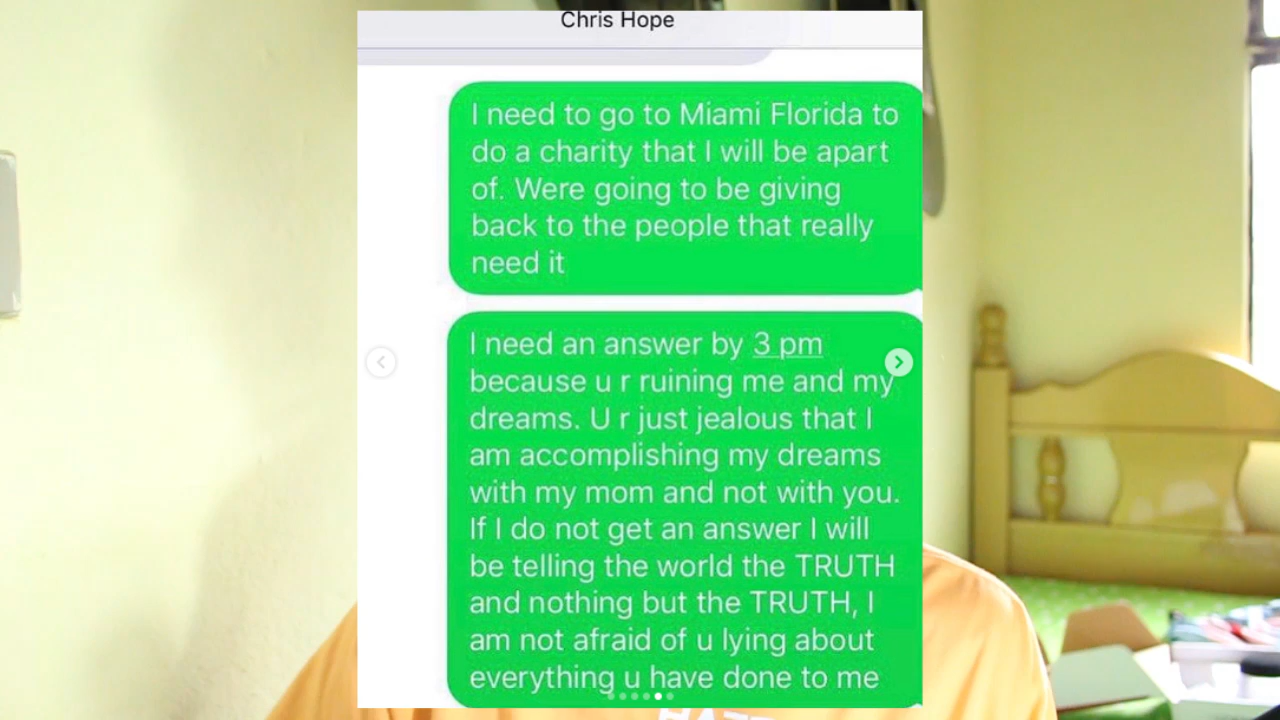 Chris Hope
I need to go to Miami Florida to
do a charity that I will be apart
of. Were going to be giving
back to the people that really
need it
I need an answer by 3 pm
because u r ruining me and my
dreams. U r just jealous that I
am accomplishing my dreams
with my mom and not with you.
If I do not get an answer I will
be telling the world the TRUTH
and nothing but the TRUTH, I
am not afraid of u lying about
everything u have done to me